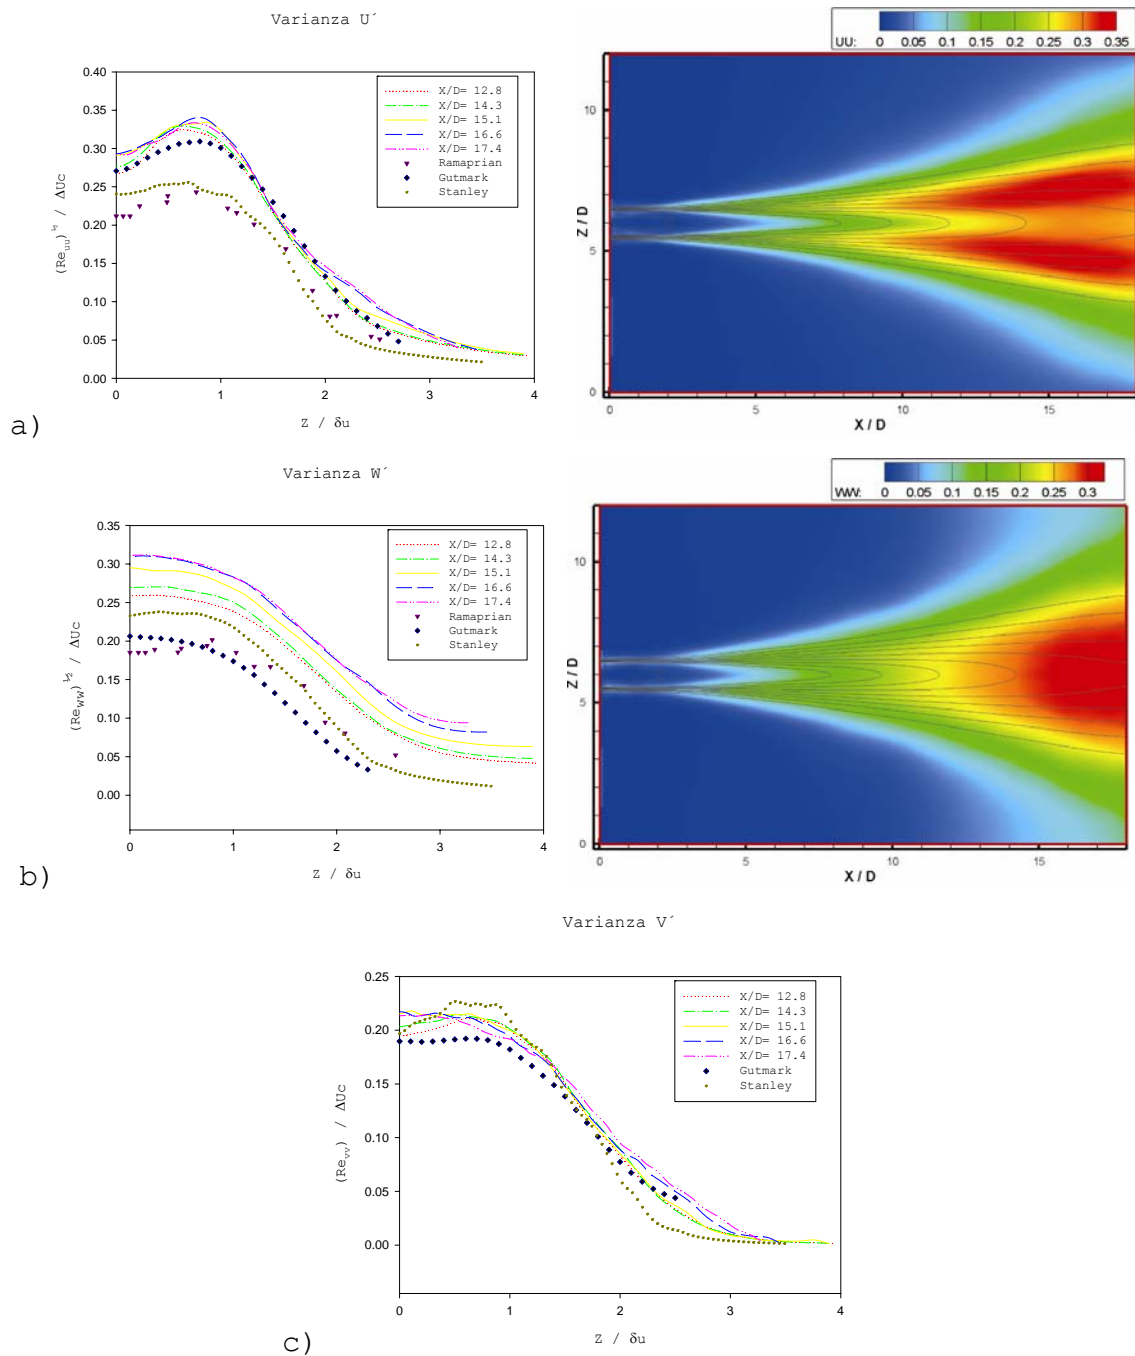 Varianza U´
0.40
0.35
0.30
0.25
0.20
0.15
0.10
0.05
0.00
(Re uu)^½ / ΔUc
X/D= 12.8
X/D= 14.3
X/D= 15.1
X/D= 16.6
X/D= 17.4
Ramaprian
Gutmark
Stanley
0 1 2 3 4
Z / δu
a)
UU: 0 0.05 0.1 0.15 0.2 0.25 0.3 0.35
10
5
0
Z / D
0 5 10 15
X / D
Varianza W´
0.35
0.30
0.25
0.20
0.15
0.10
0.05
0.00
(Re WW)^½ / ΔUc
X/D= 12.8
X/D= 14.3
X/D= 15.1
X/D= 16.6
X/D= 17.4
Ramaprian
Gutmark
Stanley
0 1 2 3 4
Z / δu
b)
WW: 0 0.05 0.1 0.15 0.2 0.25 0.3
10
5
0
Z / D
0 5 10 15
X / D
Varianza V´
0.25
0.20
0.15
0.10
0.05
0.00
(Re vv) / ΔUc
X/D= 12.8
X/D= 14.3
X/D= 15.1
X/D= 16.6
X/D= 17.4
Gutmark
Stanley
0 1 2 3 4
Z / δu
c)